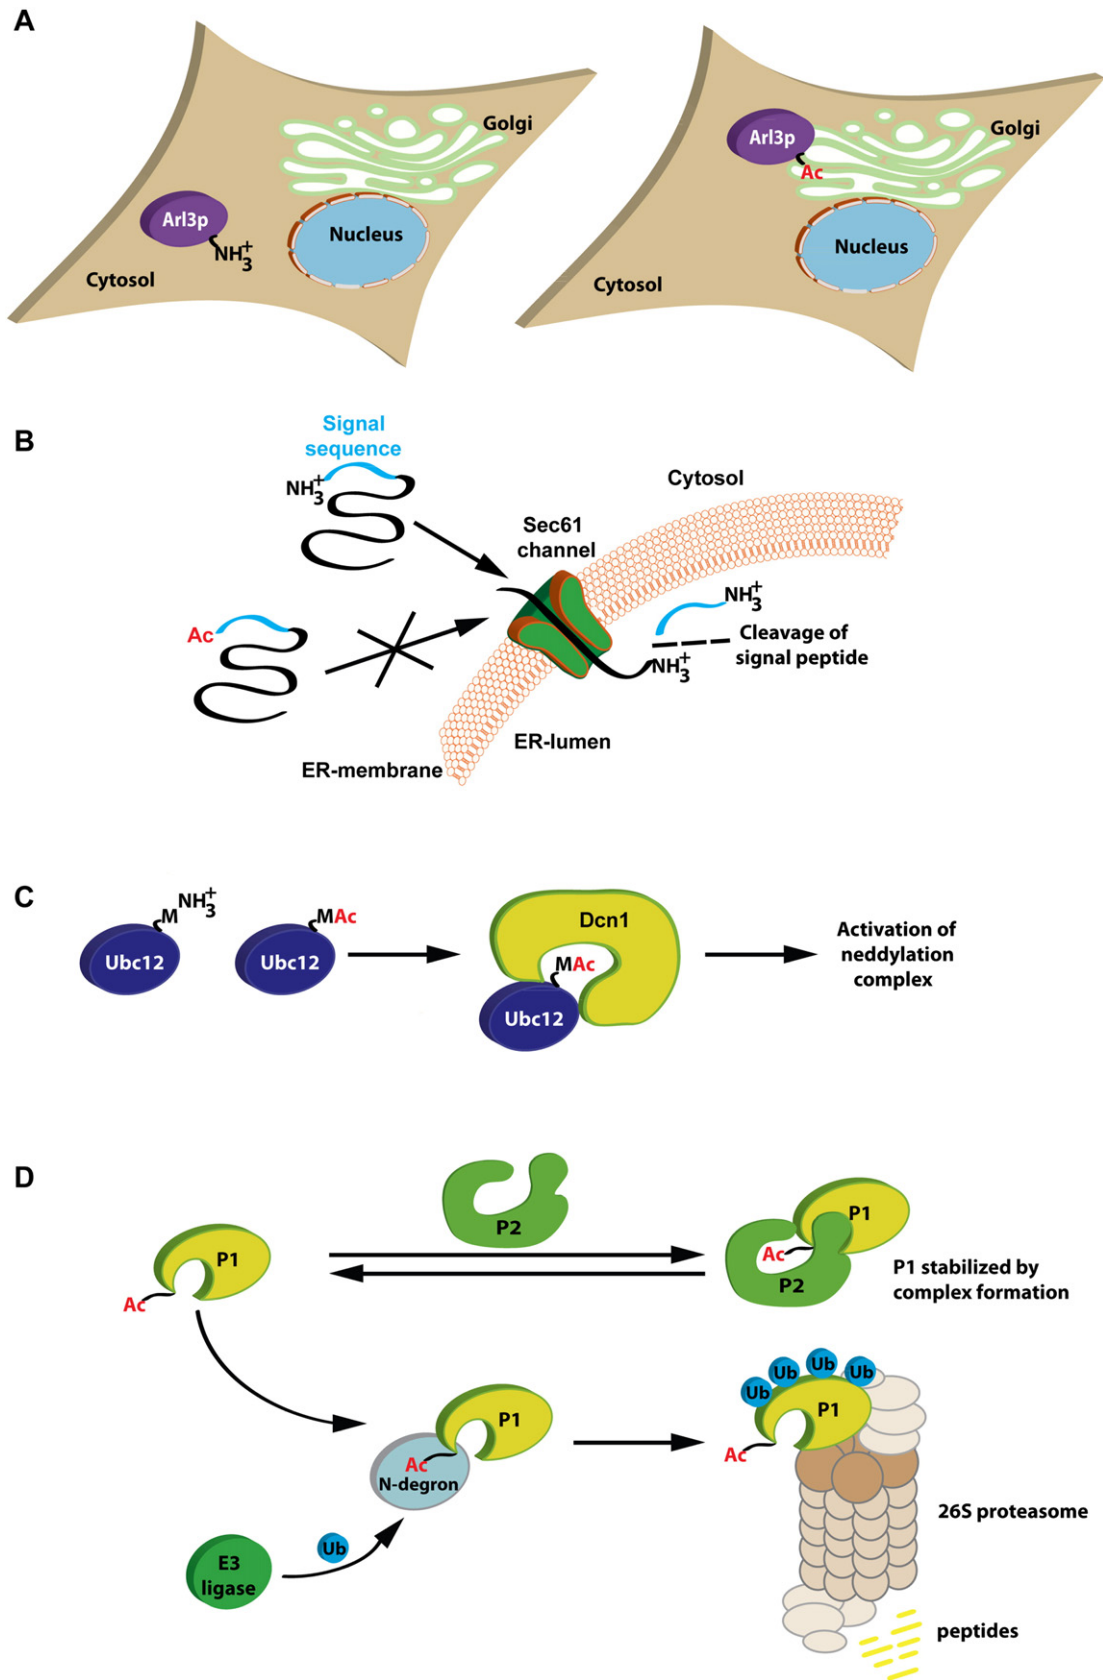 A
Golgi
Arl3p
NH3+
Nucleus
Cytosol
Golgi
Arl3p
Ac
Nucleus
Cytosol
B
Signal
sequence
NH3+
Ac
Cytosol
Sec61
channel
NH3+
Cleavage of
signal peptide
NH3+
ER-lumen
ER-membrane
C
M NH3+
Ubc12
MAc
Ubc12
Dcn1
MAc
Ubc12
Activation of
neddylation
complex
D
P2
P1
Ac
P1
Ac
P2
P1 stabilized by
complex formation
P1
Ac
N-degron
E3
ligase
Ub
Ub
Ub
Ub
Ub
P1
Ac
26S proteasome
peptides